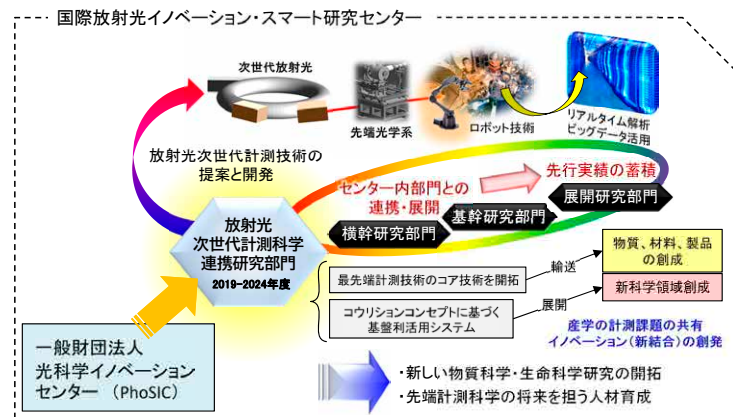 国際放射光イノベーション・スマート研究センター
次世代放射光
先端光学系
ロボット技術
リアルタイム解析
ビッグデータ活用
放射光次世代計測技術の
提案と開発
センター内部門との
連携・展開
先行実績の蓄積
横幹研究部門
基幹研究部門
展開研究部門
放射光
次世代計測科学
連携研究部門
2019-2024年度
最先端計測技術のコア技術を開拓
輸送
物質、材料、製品
の創成
コウリションコンセプトに基づく
基盤利活用システム
展開
新科学領域創成
産学の計測課題の共有
イノベーション(新結合)の創発
一般財団法人
光科学イノベーション
センター (PhoSIC)
・新しい物質科学・生命科学研究の開拓
・先端計測科学の将来を担う人材育成